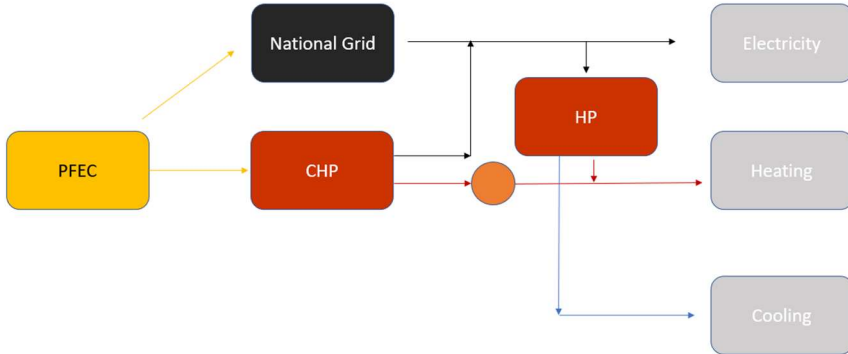 National Grid
Electricity
HP
PFEC
CHP
Heating
Cooling